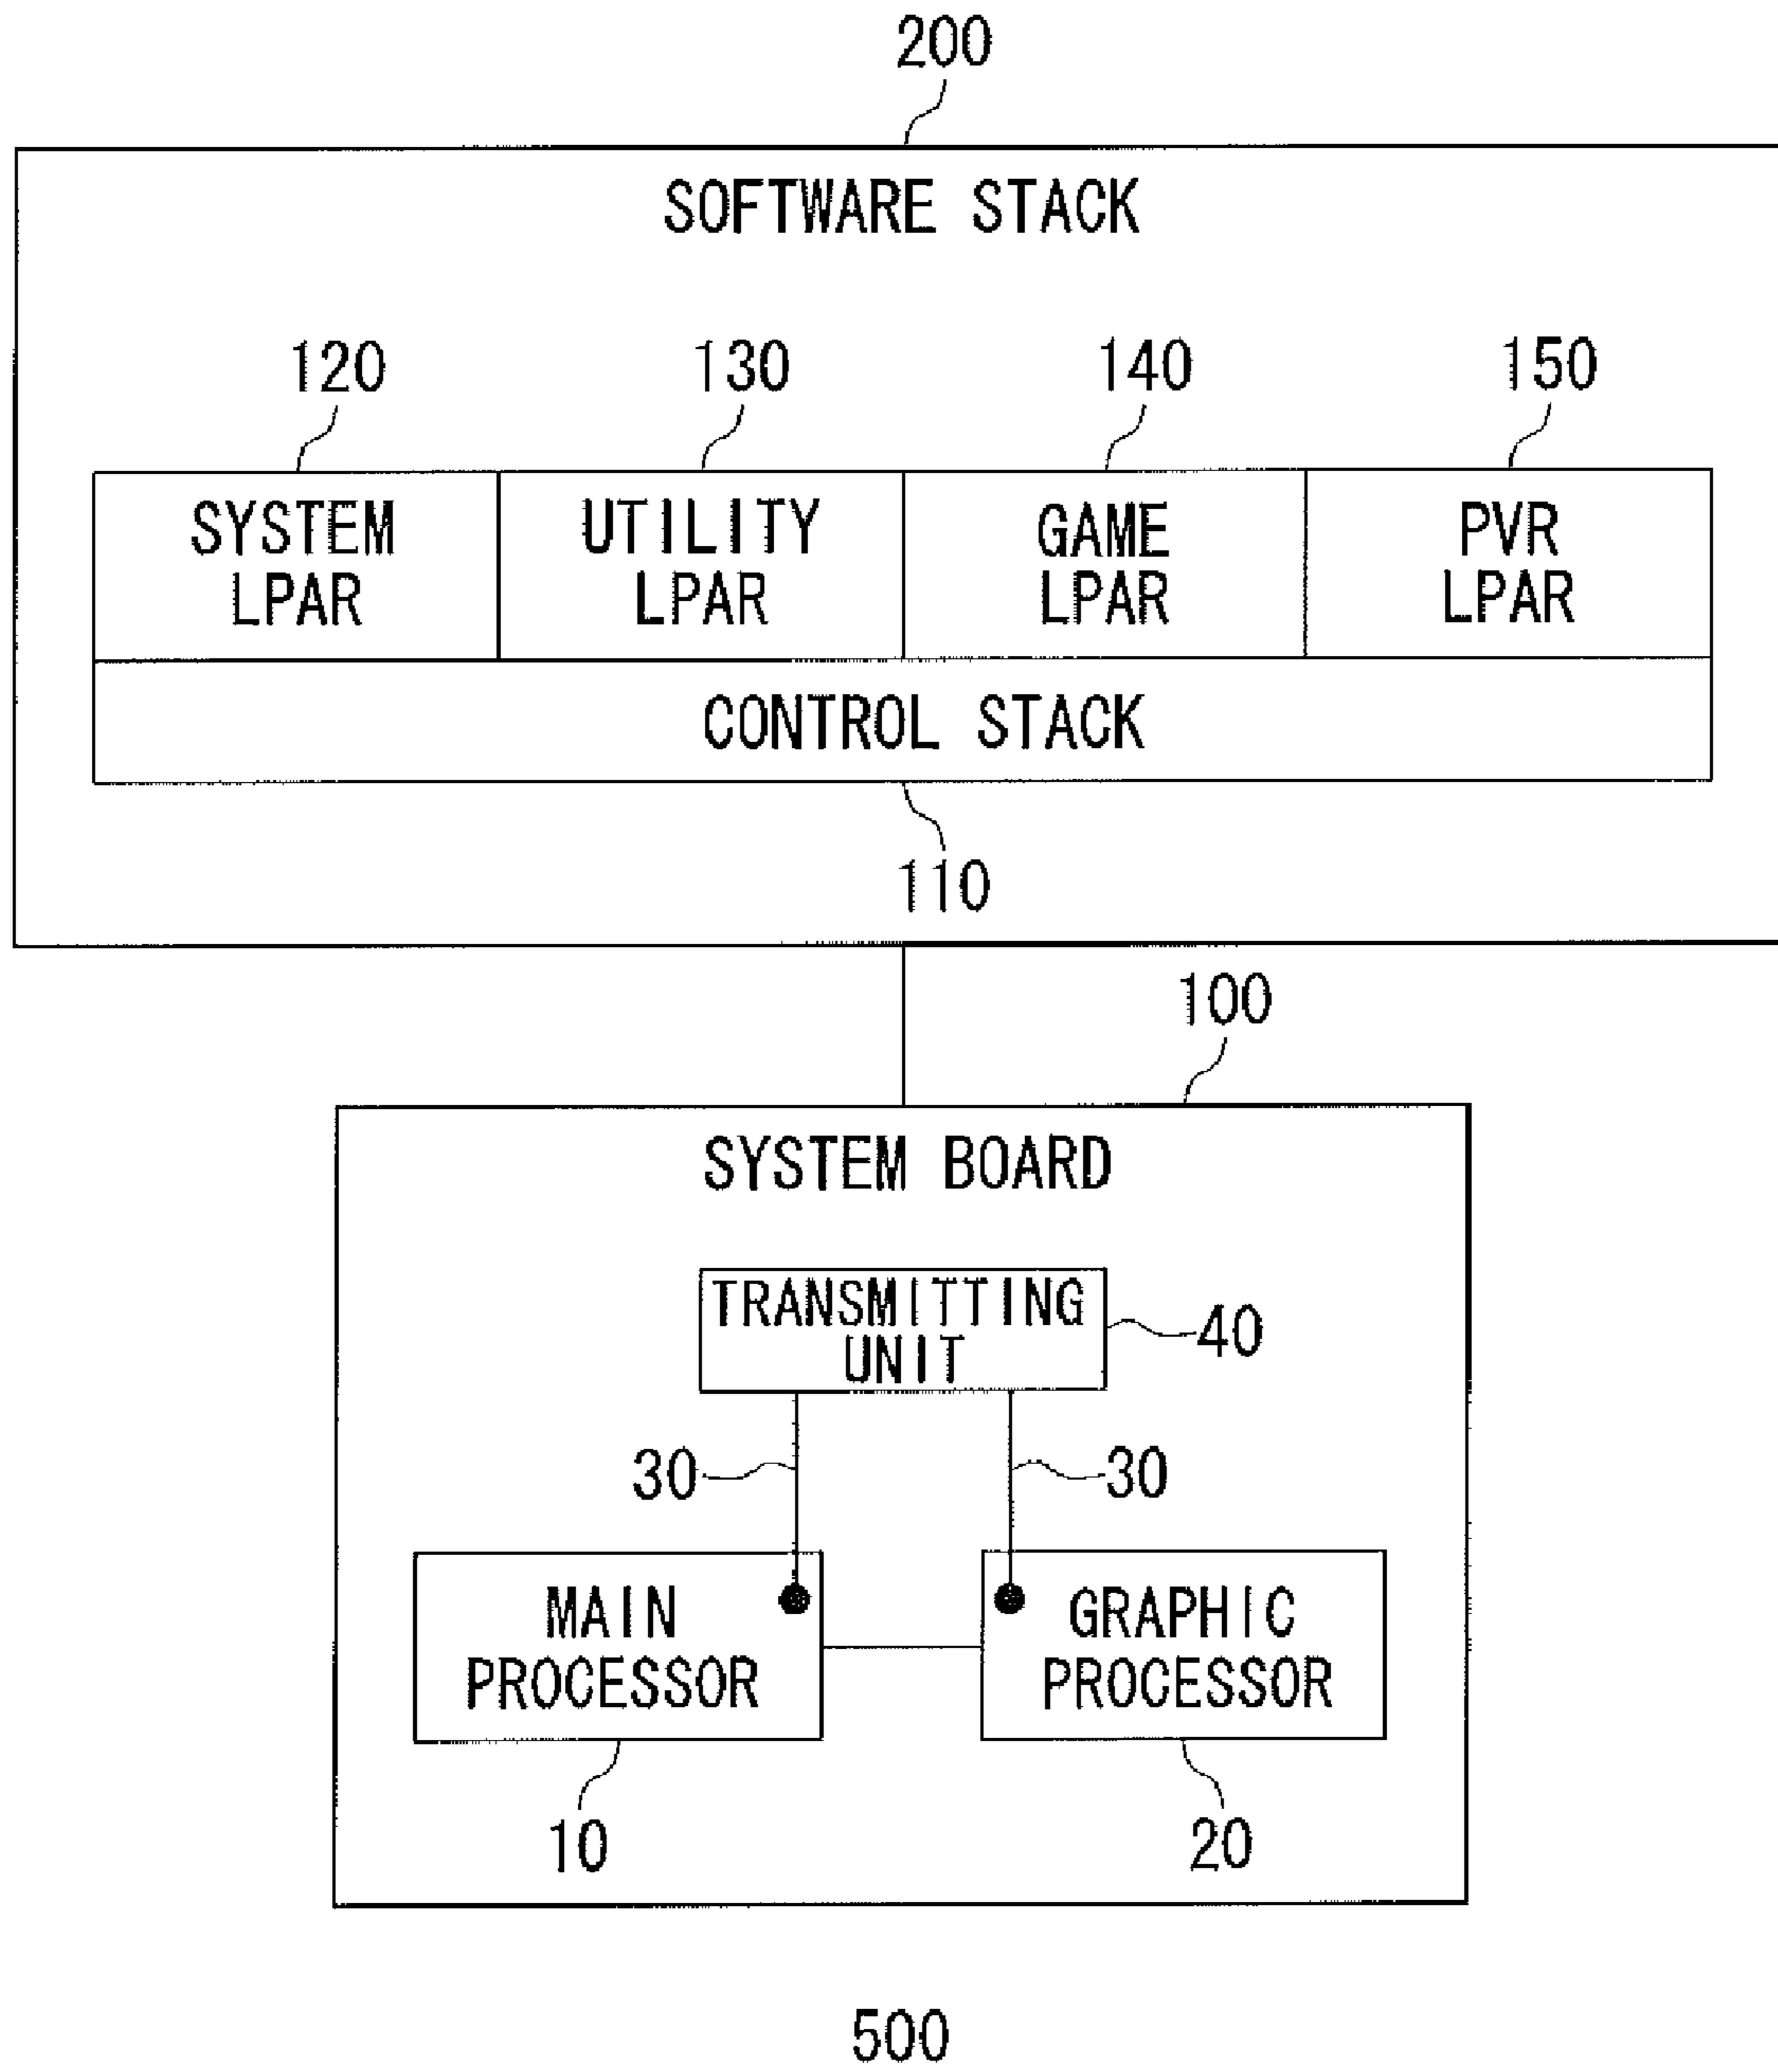 200
SOFTWARE STACK
120
130
140
150
SYSTEM
LPAR
UTILITY
LPAR
GAME
LPAR
PVR
LPAR
CONTROL STACK
110
100
SYSTEM BOARD
TRANSMITTING
UNIT
40
30
30
MAIN
PROCESSOR
GRAPHIC
PROCESSOR
10
20
500